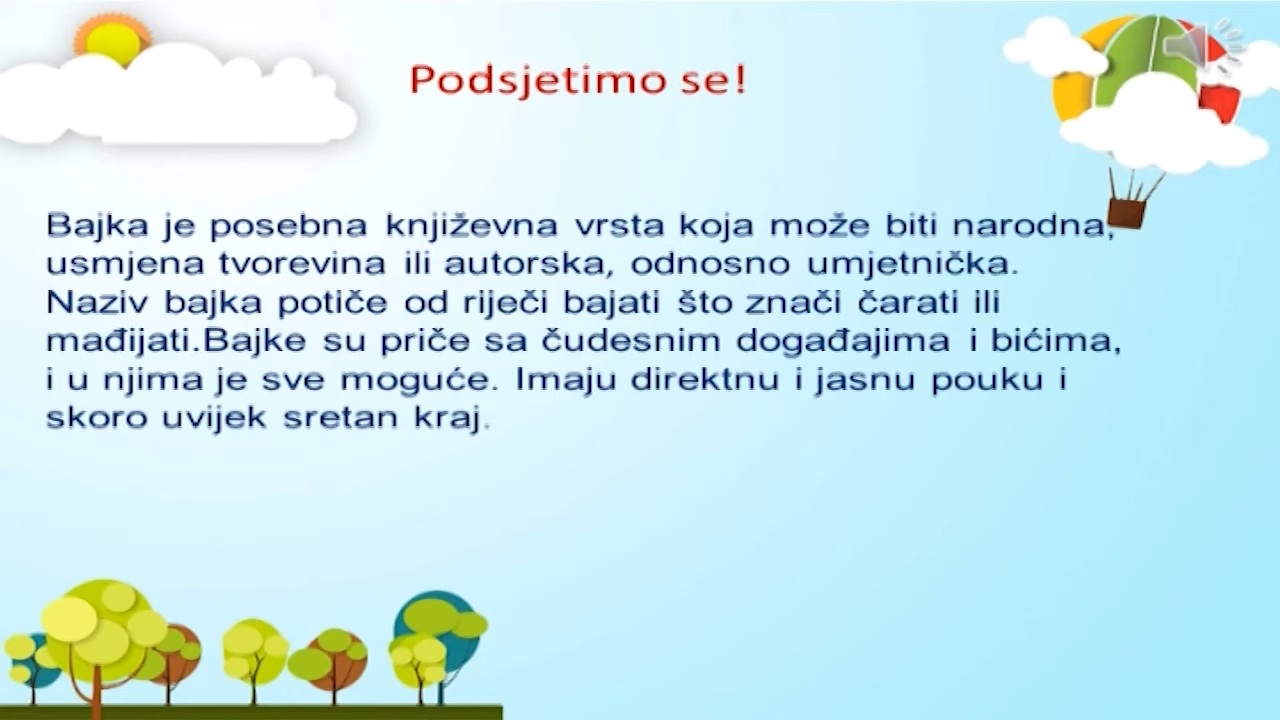 Podsjetimo se!
Bajka je posebna književna vrsta koja može biti narodna,
usmjena tvorevina ili autorska, odnosno umjetnička.
Naziv bajka potiče od riječi bajati što znači čarati ili
mađijati.Bajke su priče sa čudesnim događajima i bićima,
i u njima je sve moguće. Imaju direktnu i jasnu pouku i
skoro uvijek sretan kraj.